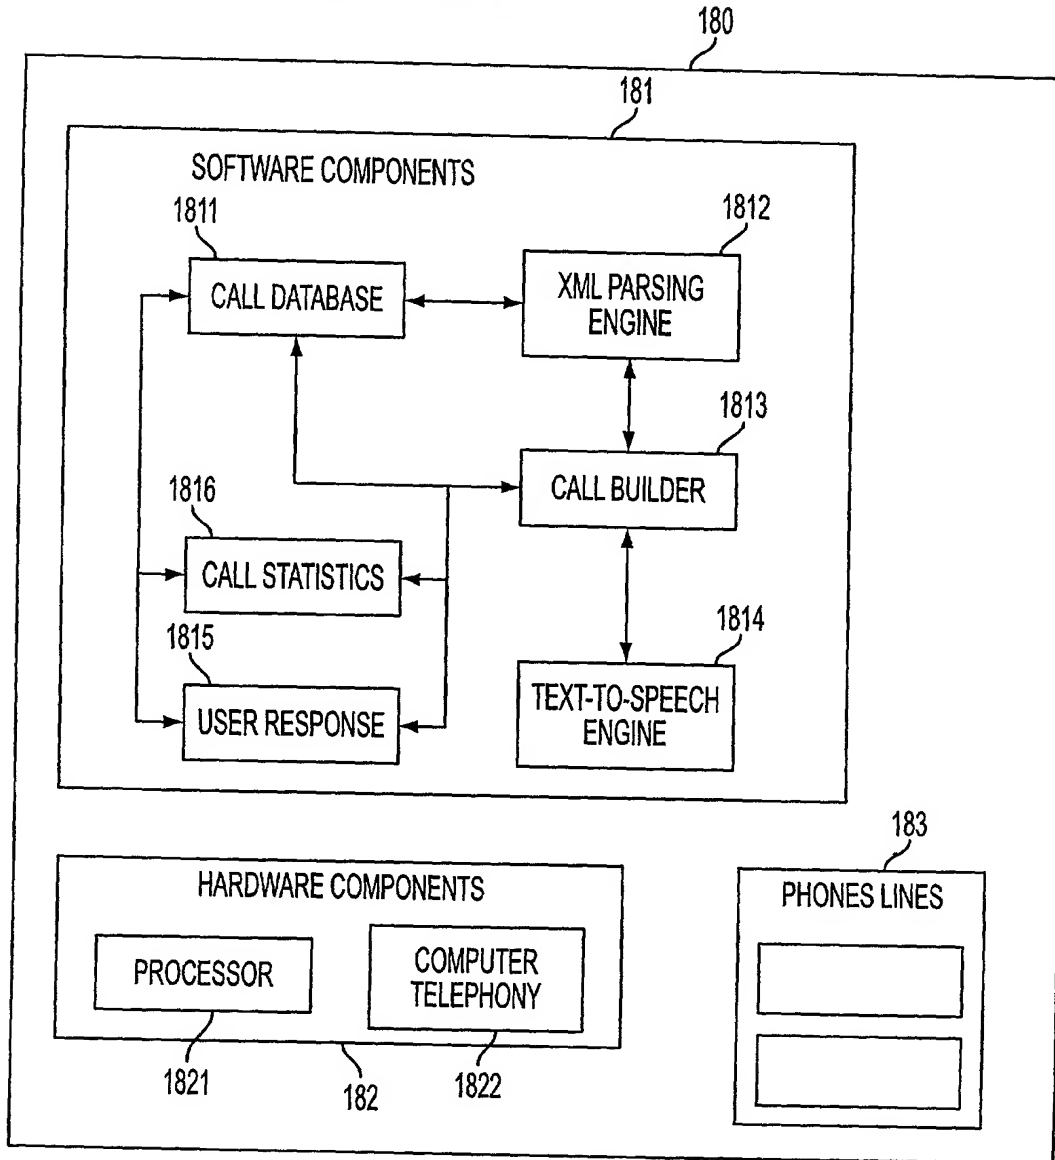 180
181
SOFTWARE COMPONENTS
1811
CALL DATABASE
1812
XML PARSING
ENGINE
1813
CALL BUILDER
1816
CALL STATISTICS
1815
USER RESPONSE
1814
TEXT-TO-SPEECH
ENGINE
HARDWARE COMPONENTS
PROCESSOR
1821
COMPUTER
TELEPHONY
1822
182
183
PHONES LINES